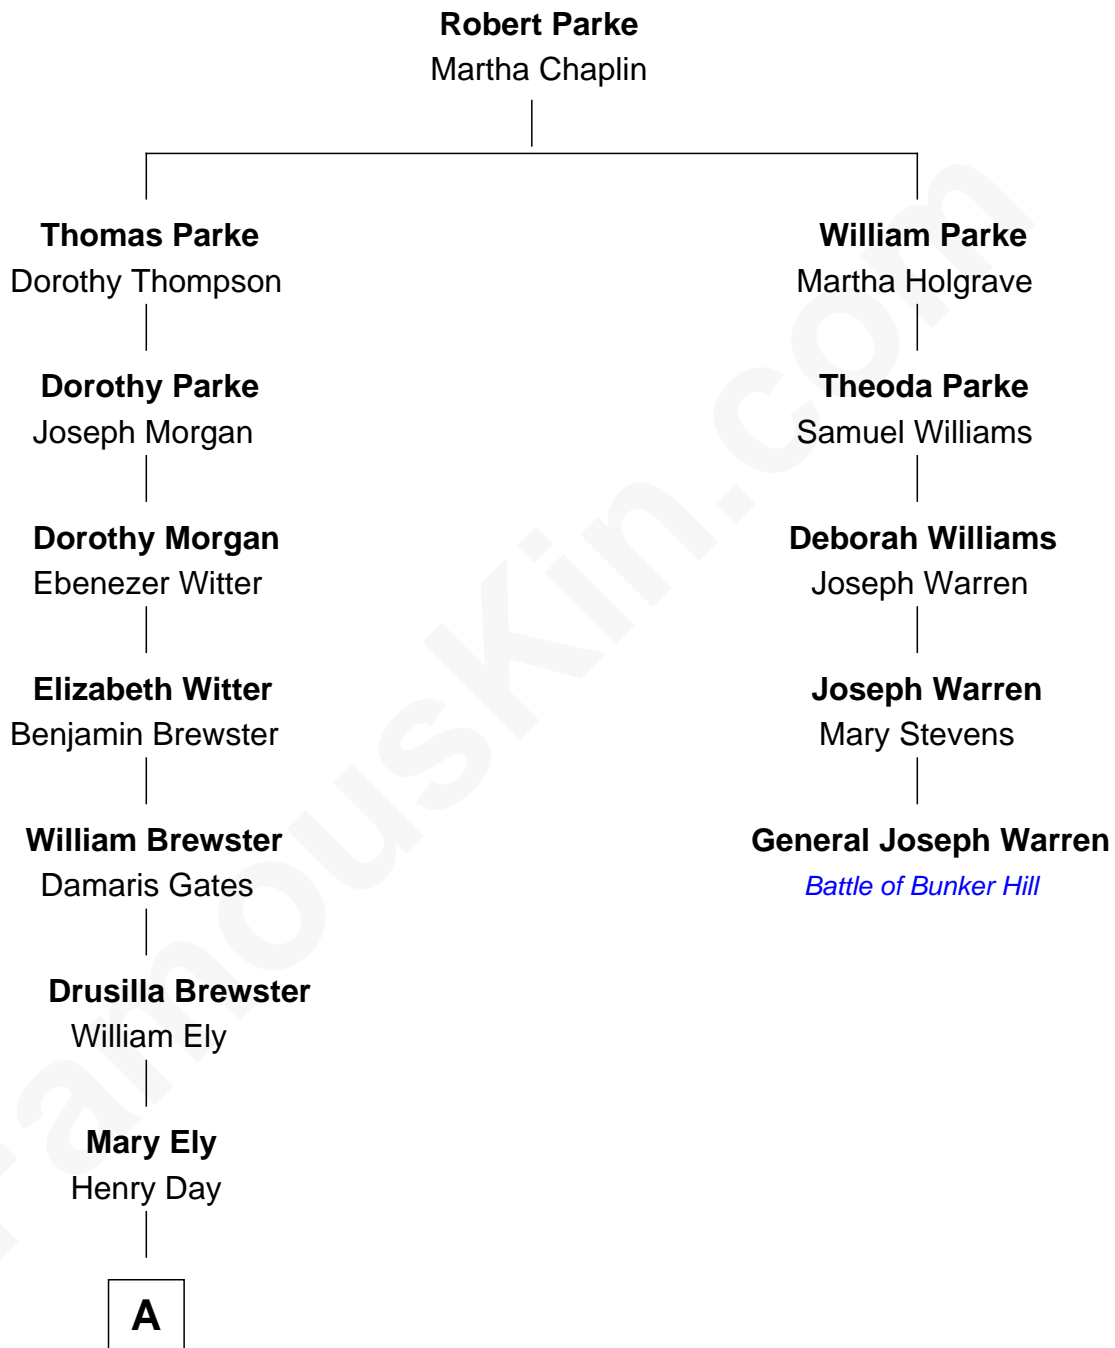 Robert Parke
Martha Chaplin
Thomas Parke
Dorothy Thompson
William Parke
Martha Holgrave
Dorothy Parke
Joseph Morgan
Theoda Parke
Samuel Williams
Dorothy Morgan
Ebenezer Witter
Deborah Williams
Joseph Warren
Elizabeth Witter
Benjamin Brewster
Joseph Warren
Mary Stevens
William Brewster
Damaris Gates
General Joseph Warren
Battle of Bunker Hill
Drusilla Brewster
William Ely
Mary Ely
Henry Day
A
FamousKin.com